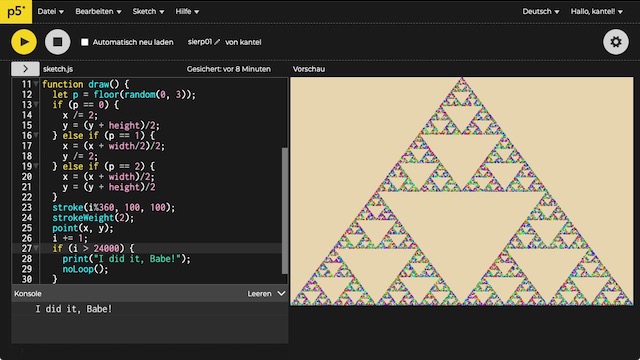 p5* Datei Bearbeiten Sketch Hilfe Deutsch Hallo, kantel!
Automatisch neu laden sierp01 von kantel
sketch.js Gesichert: vor 8 Minuten Vorschau
11 function draw() {
12 let p = floor(random(0, 3));
13 if (p == 0) {
14 x /= 2;
15 y = (y + height)/2;
16 } else if (p == 1) {
17 x = (x + width/2)/2;
18 y /= 2;
19 } else if (p == 2) {
20 x = (x + width)/2;
21 y = (y + height)/2
22 }
23 stroke(i%360, 100, 100);
24 strokeWeight(2);
25 point(x, y);
26 i += 1;
27 if (i > 24000) {
28 print("I did it, Babe!");
29 noLoop();
30 }
Konsole Leeren
I did it, Babe!